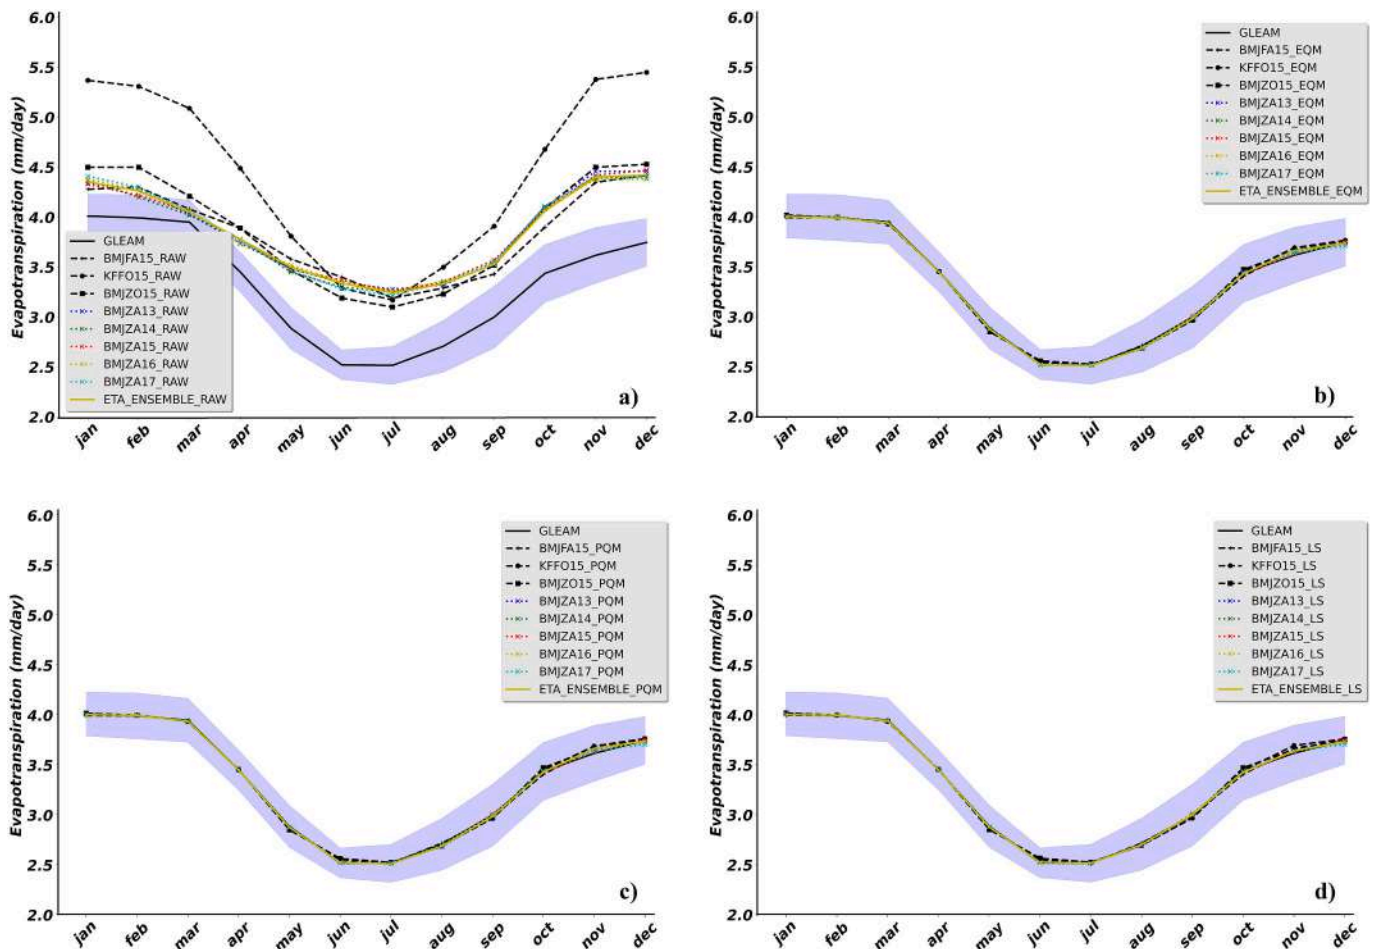 Evapotranspiration (mm/day)
6.0
5.5
5.0
4.5
4.0
3.5
3.0
2.5
2.0
GLEAM
BMJFA15_RAW
KFFO15_RAW
BMJZO15_RAW
BMJZA13_RAW
BMJZA14_RAW
BMJZA15_RAW
BMJZA16_RAW
BMJZA17_RAW
ETA_ENSEMBLE_RAW
a)
jan feb mar apr may jun jul aug sep oct nov dec
Evapotranspiration (mm/day)
6.0
5.5
5.0
4.5
4.0
3.5
3.0
2.5
2.0
GLEAM
BMJFA15_EQM
KFFO15_EQM
BMJZO15_EQM
BMJZA13_EQM
BMJZA14_EQM
BMJZA15_EQM
BMJZA16_EQM
BMJZA17_EQM
ETA_ENSEMBLE_EQM
b)
jan feb mar apr may jun jul aug sep oct nov dec
Evapotranspiration (mm/day)
6.0
5.5
5.0
4.5
4.0
3.5
3.0
2.5
2.0
GLEAM
BMJFA15_PQM
KFFO15_PQM
BMJZO15_PQM
BMJZA13_PQM
BMJZA14_PQM
BMJZA15_PQM
BMJZA16_PQM
BMJZA17_PQM
ETA_ENSEMBLE_PQM
c)
jan feb mar apr may jun jul aug sep oct nov dec
Evapotranspiration (mm/day)
6.0
5.5
5.0
4.5
4.0
3.5
3.0
2.5
2.0
GLEAM
BMJFA15_LS
KFFO15_LS
BMJZO15_LS
BMJZA13_LS
BMJZA14_LS
BMJZA15_LS
BMJZA16_LS
BMJZA17_LS
ETA_ENSEMBLE_LS
d)
jan feb mar apr may jun jul aug sep oct nov dec